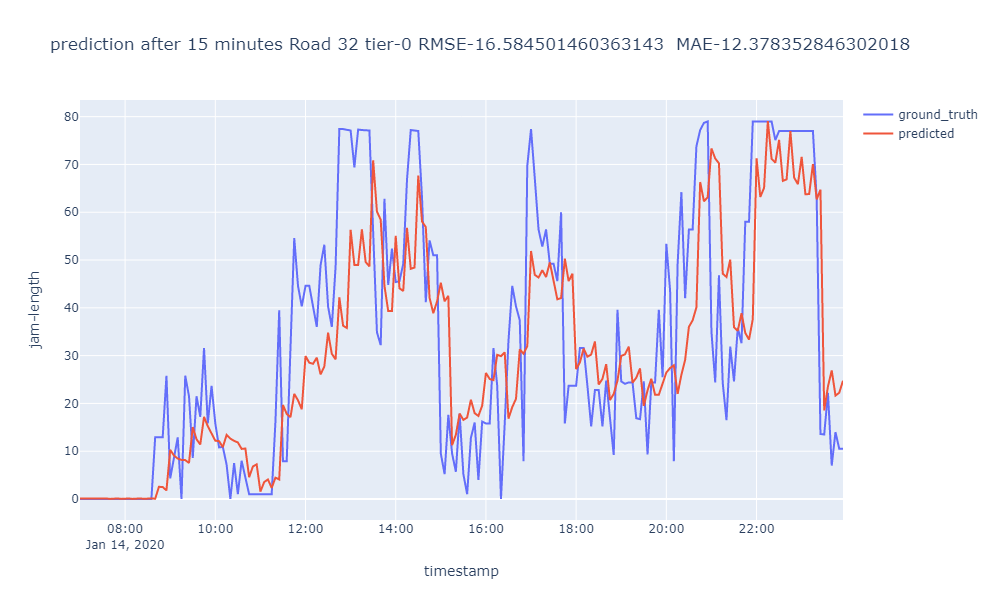 prediction after 15 minutes Road 32 tier-0 RMSE-16.584501460363143  MAE-12.378352846302018
ground_truth
predicted
80
70
60
50
40
30
20
10
0
jam-length
08:00 10:00 12:00 14:00 16:00 18:00 20:00 22:00
Jan 14, 2020
timestamp